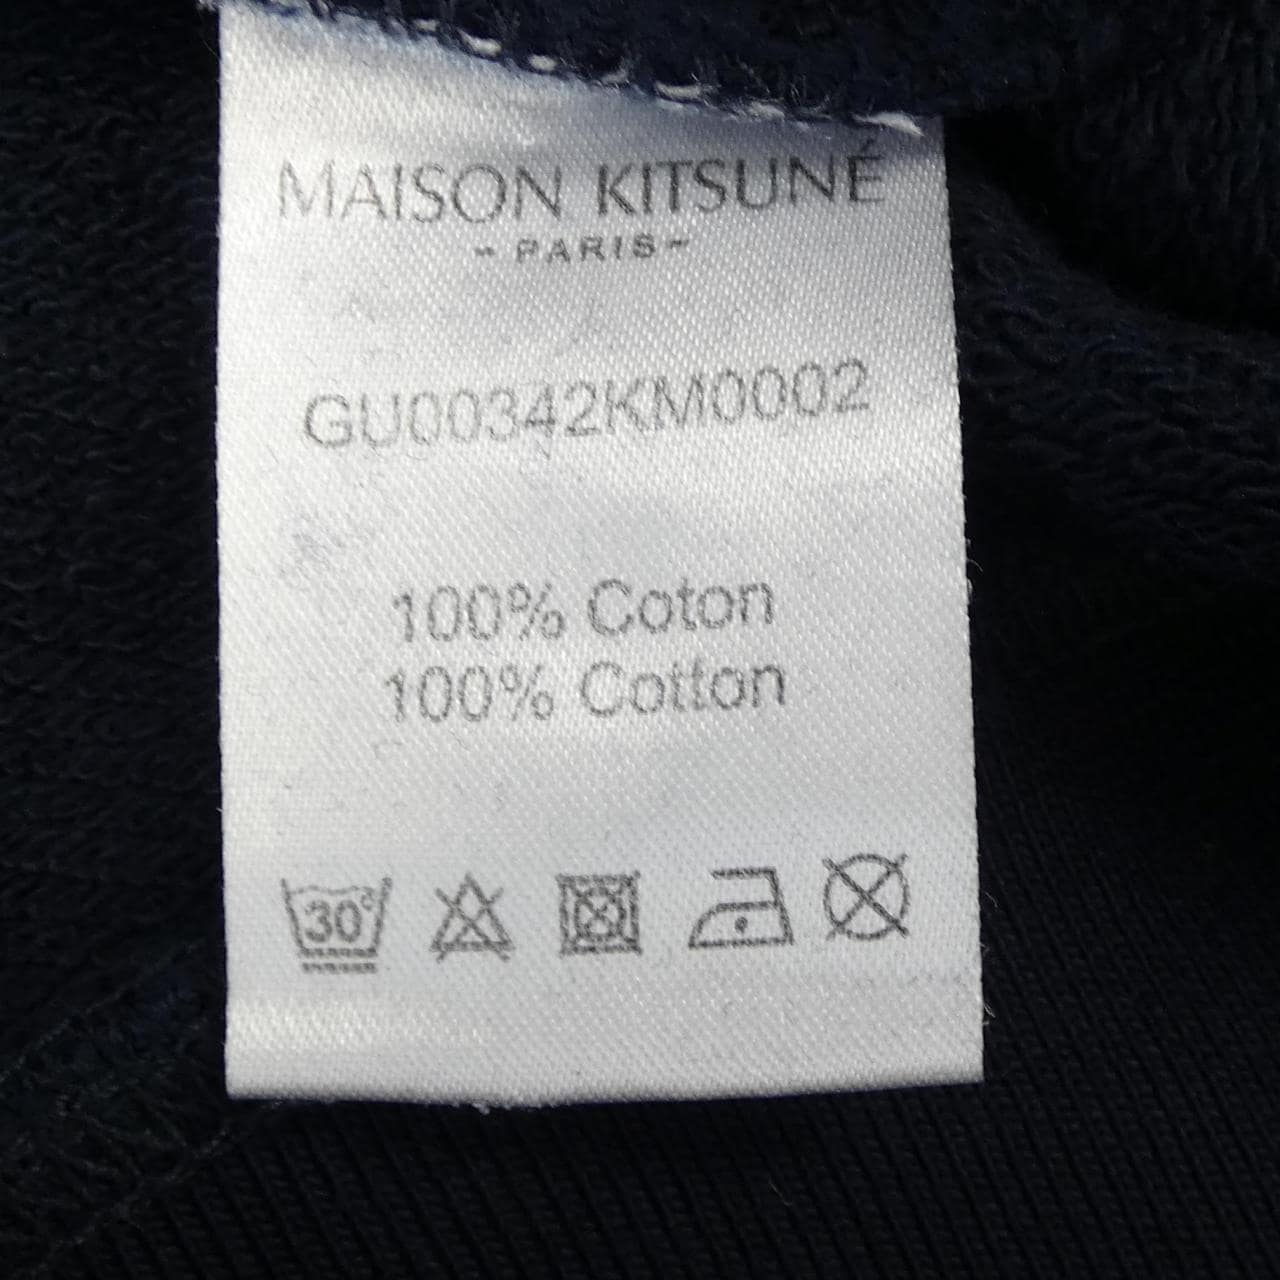 MAISON KITSUNÉ
- PARIS -
GU00342KM0002
100% Coton
100% Cotton
30°